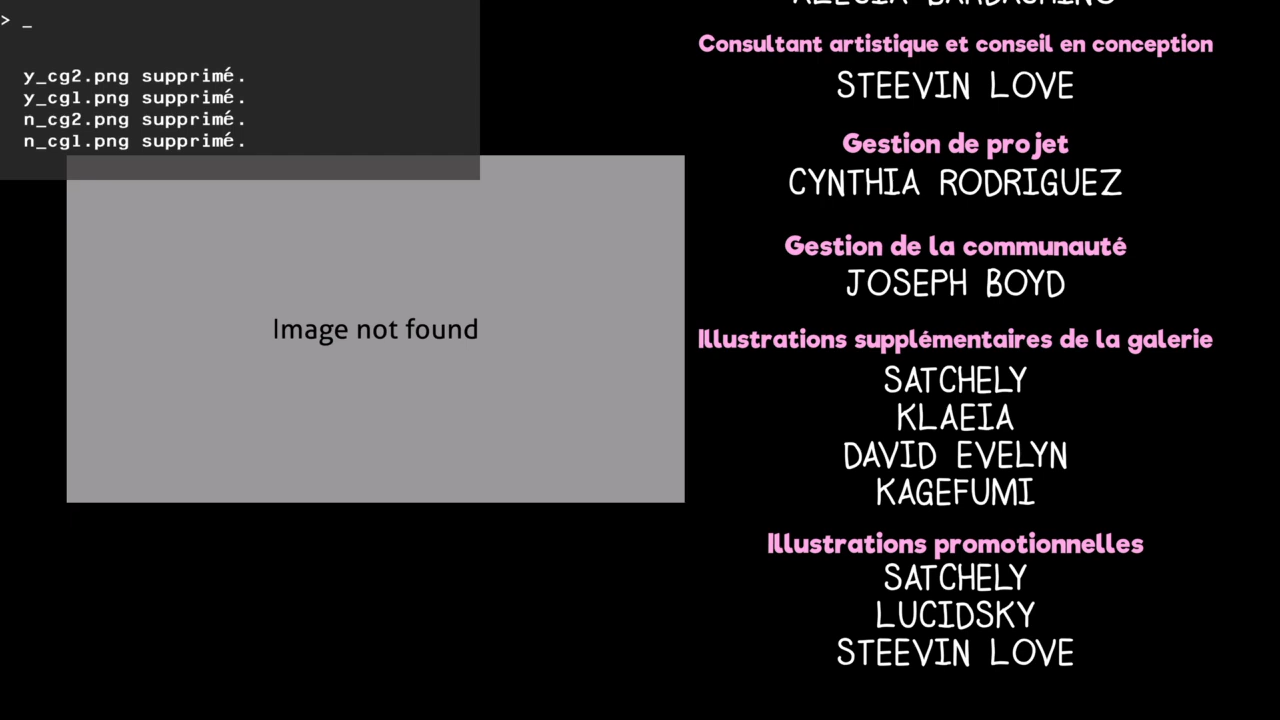 > _
y_cg2.png supprimé.
y_cg1.png supprimé.
n_cg2.png supprimé.
n_cg1.png supprimé.
Image not found
Consultant artistique et conseil en conception
STEEVIN LOVE
Gestion de projet
CYNTHIA RODRIGUEZ
Gestion de la communauté
JOSEPH BOYD
Illustrations supplémentaires de la galerie
SATCHELY
KLAEIA
DAVID EVELYN
KAGEFUMI
Illustrations promotionnelles
SATCHELY
LUCIDSKY
STEEVIN LOVE